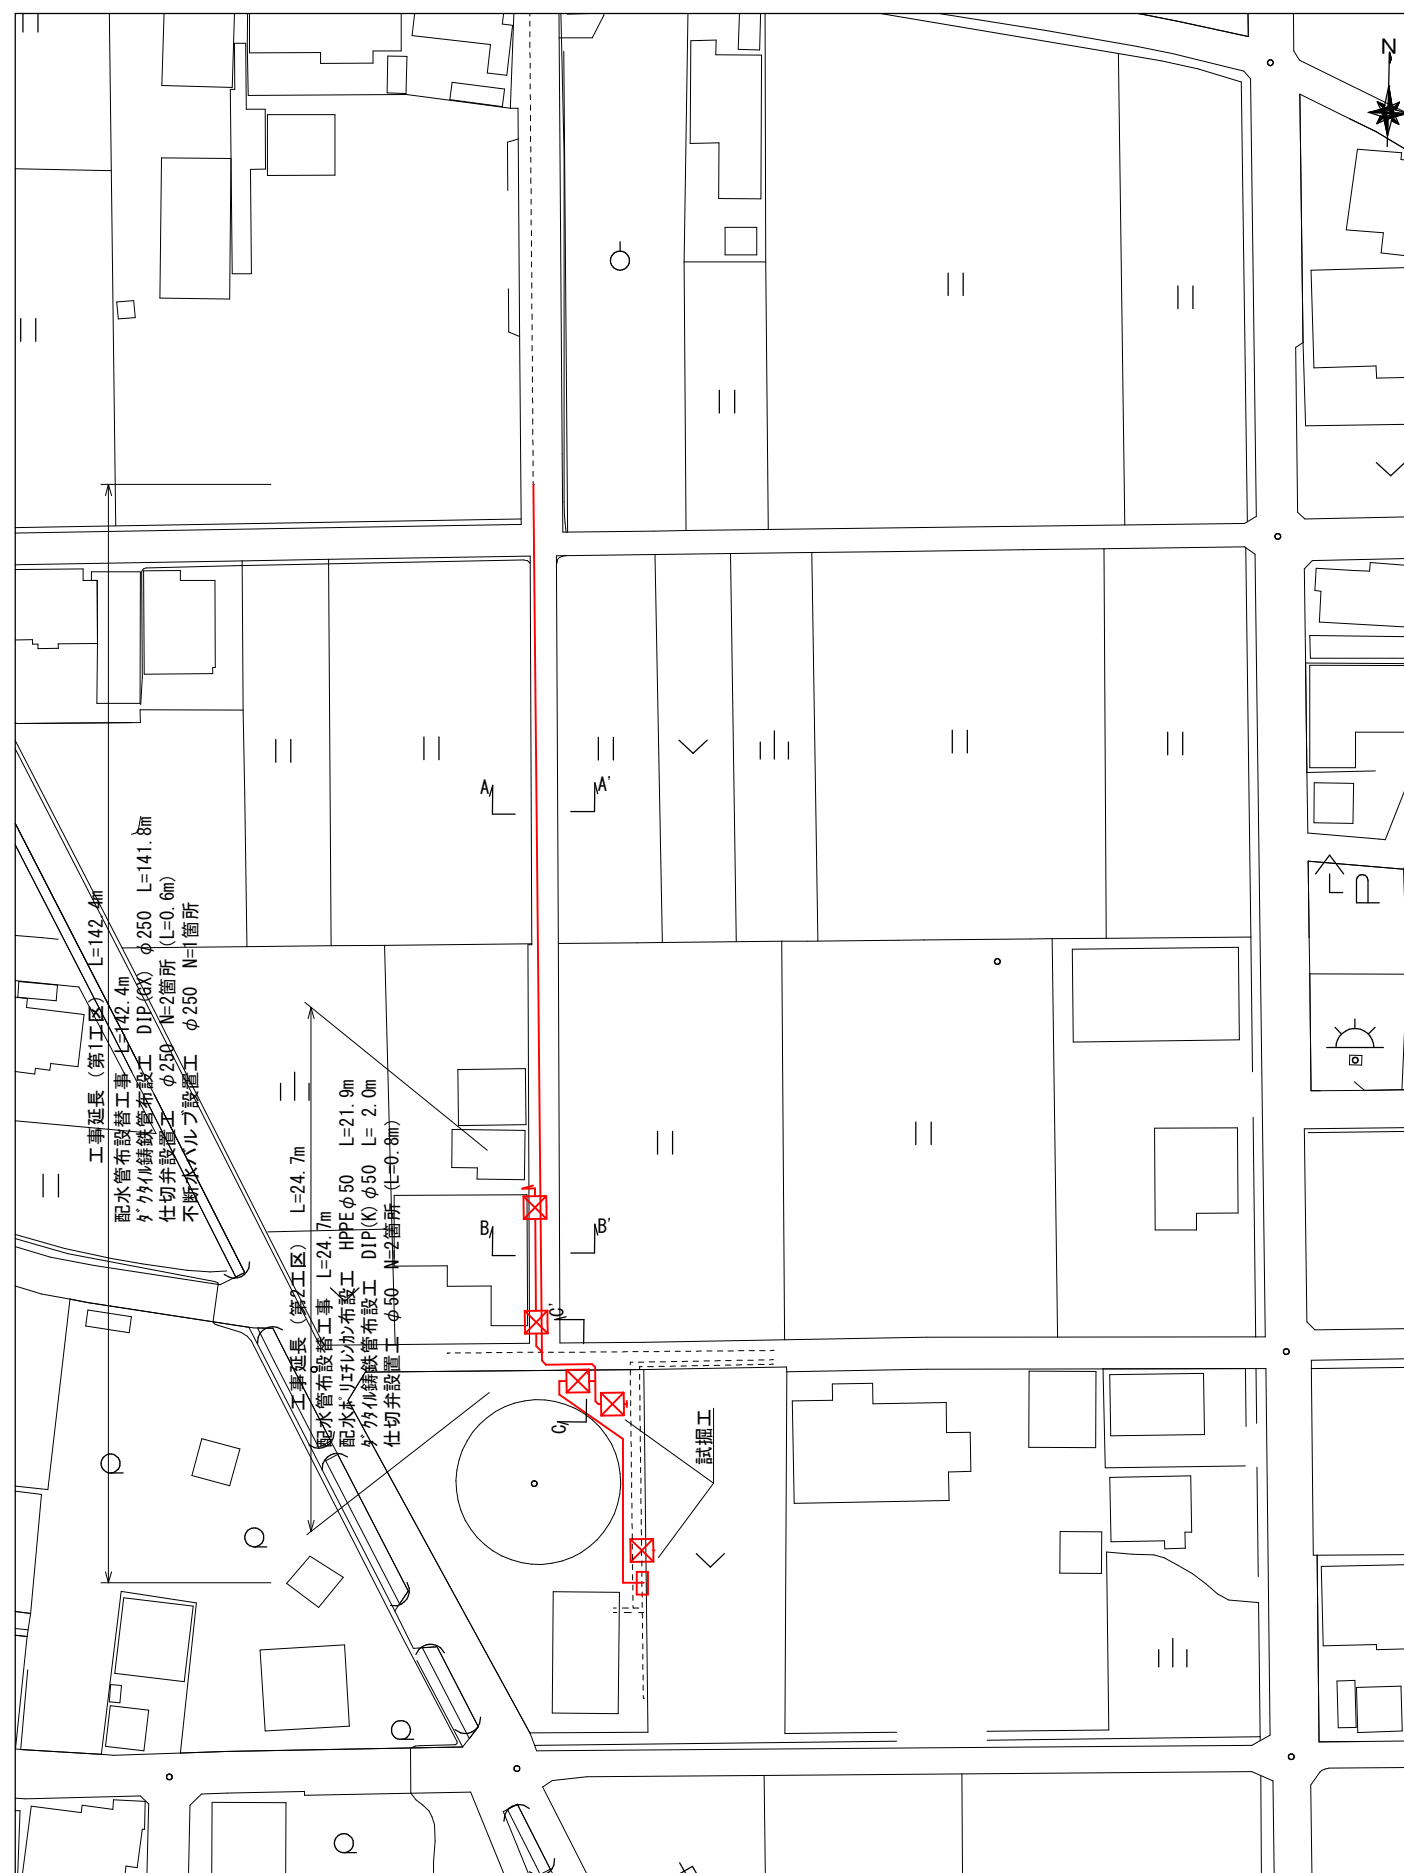 N
A
A'
工事延長 (第1工区) L=142.4m
配水管布設替工事 L=142.4m
ダクタイル鋳鉄管布設工 DIP(GX) φ250 L=141.8m
仕切弁設置工 φ250 N=2箇所 (L=0.6m)
不断水バルブ設置工 φ250 N=1箇所
工事延長 (第2工区) L=24.7m
配水管布設替工事 L=24.7m
配水ポリエチレンカン布設工 HPPEφ50 L=21.9m
ダクタイル鋳鉄管布設工 DIP(K)φ50 L= 2.0m
仕切弁設置工 φ50 N=2箇所 (L=0.8m)
B
B'
C'
C
試掘工